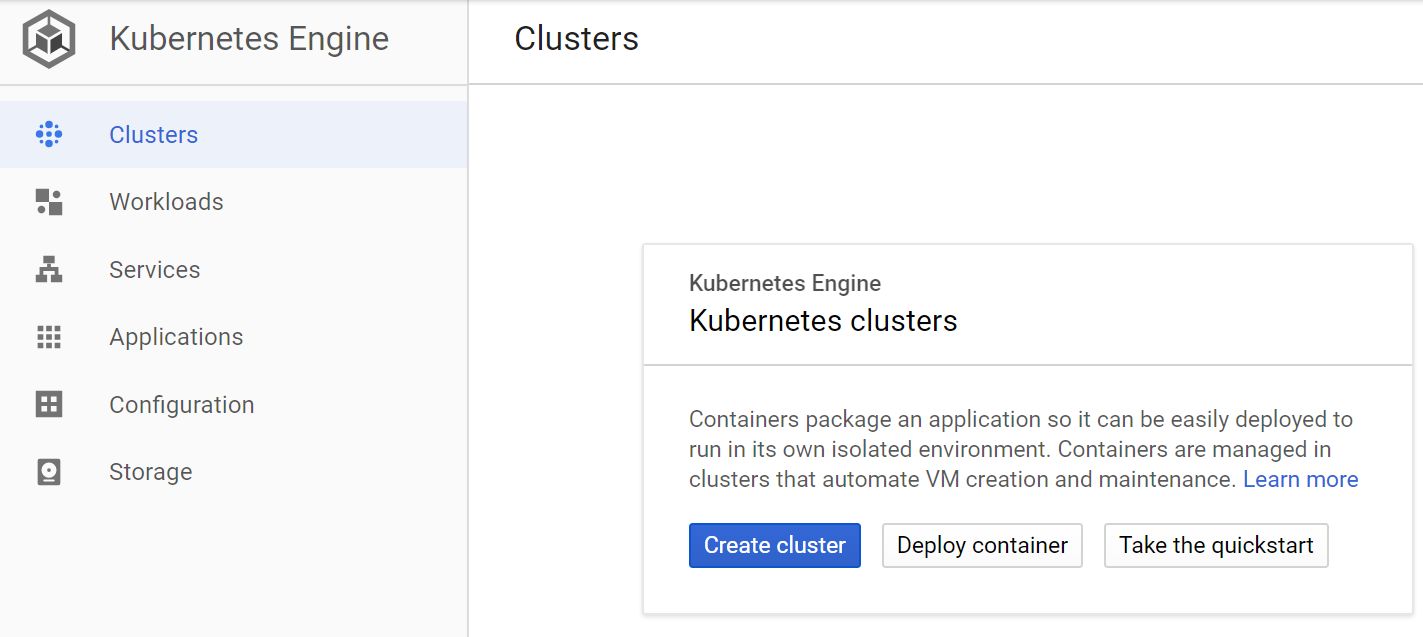 Kubernetes Engine
Clusters
Clusters
Workloads
Services
Applications
Configuration
Storage
Kubernetes Engine
Kubernetes clusters
Containers package an application so it can be easily deployed to
run in its own isolated environment. Containers are managed in
clusters that automate VM creation and maintenance. Learn more
Create cluster
Deploy container
Take the quickstart